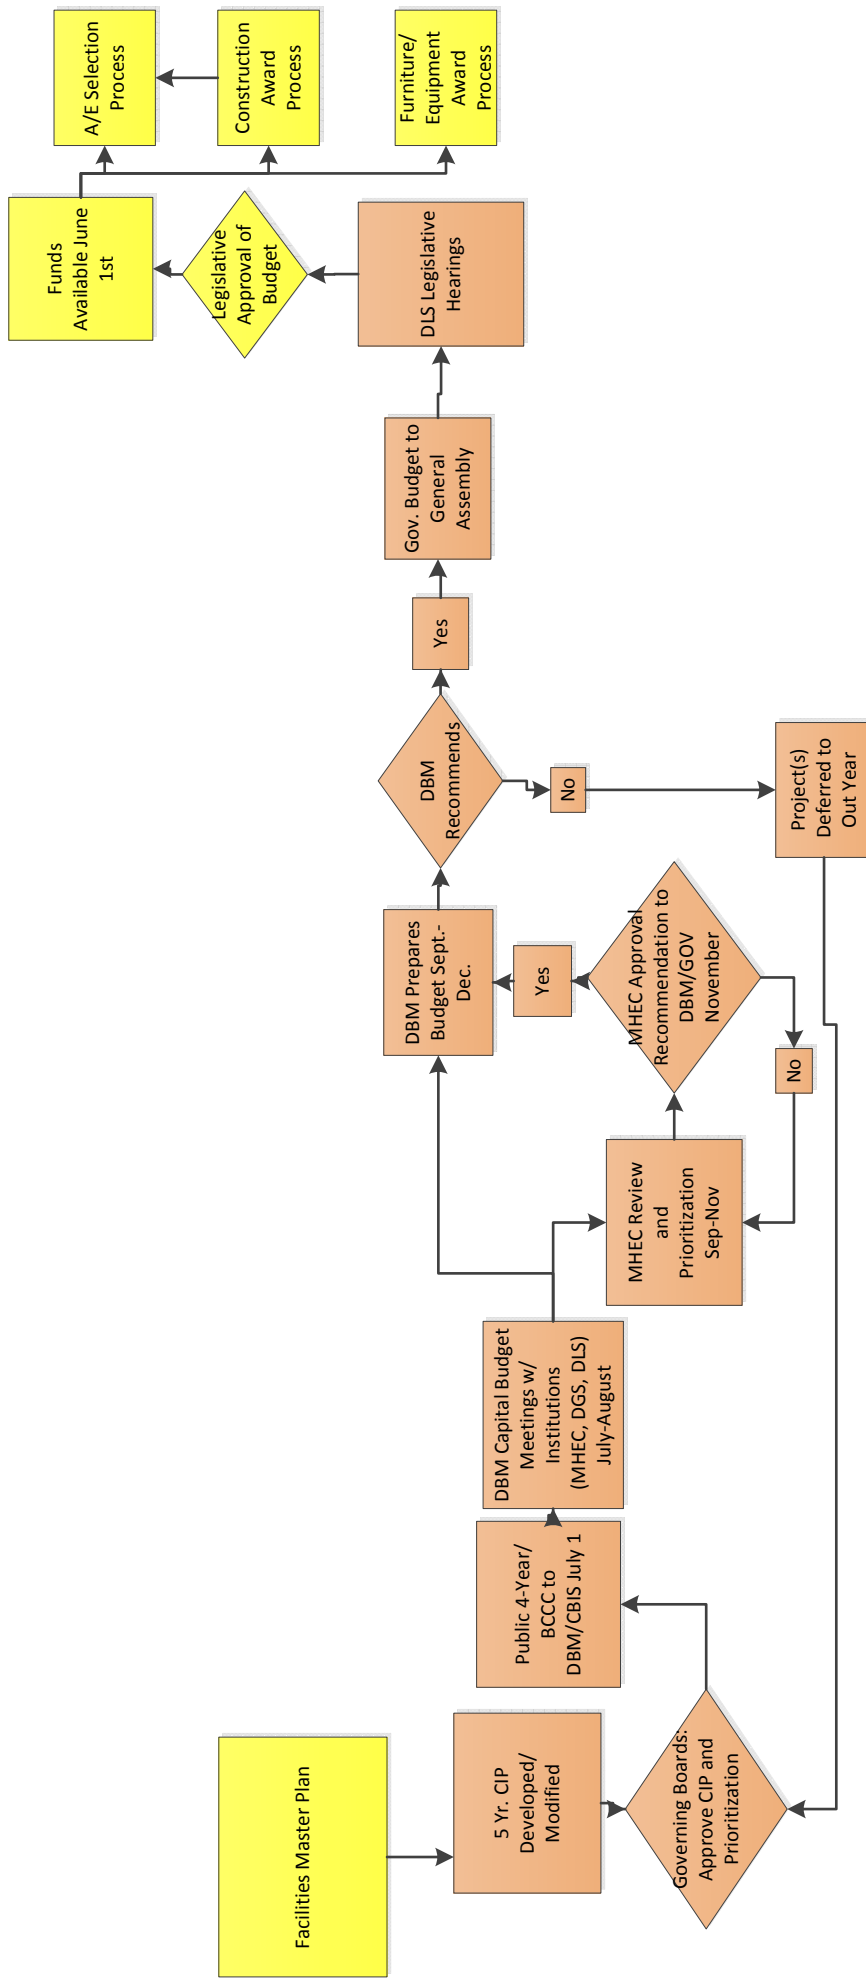 Facilities Master Plan
5 Yr. CIP
Developed/
Modified
Governing Boards:
Approve CIP and
Prioritization
Public 4-Year/
BCCC to
DBM/CBIS July 1
DBM Capital Budget
Meetings w/
Institutions
(MHEC, DGS, DLS)
July-August
MHEC Review
and
Prioritization
Sep-Nov
MHEC Approval
Recommendation to
DBM/GOV
November
No
Yes
DBM Prepares
Budget Sept.-
Dec.
DBM
Recommends
No
Project(s)
Deferred to
Out Year
Yes
Gov. Budget to
General
Assembly
DLS Legislative
Hearings
Legislative
Approval of
Budget
Funds
Available June
1st
A/E Selection
Process
Construction
Award
Process
Furniture/
Equipment
Award
Process